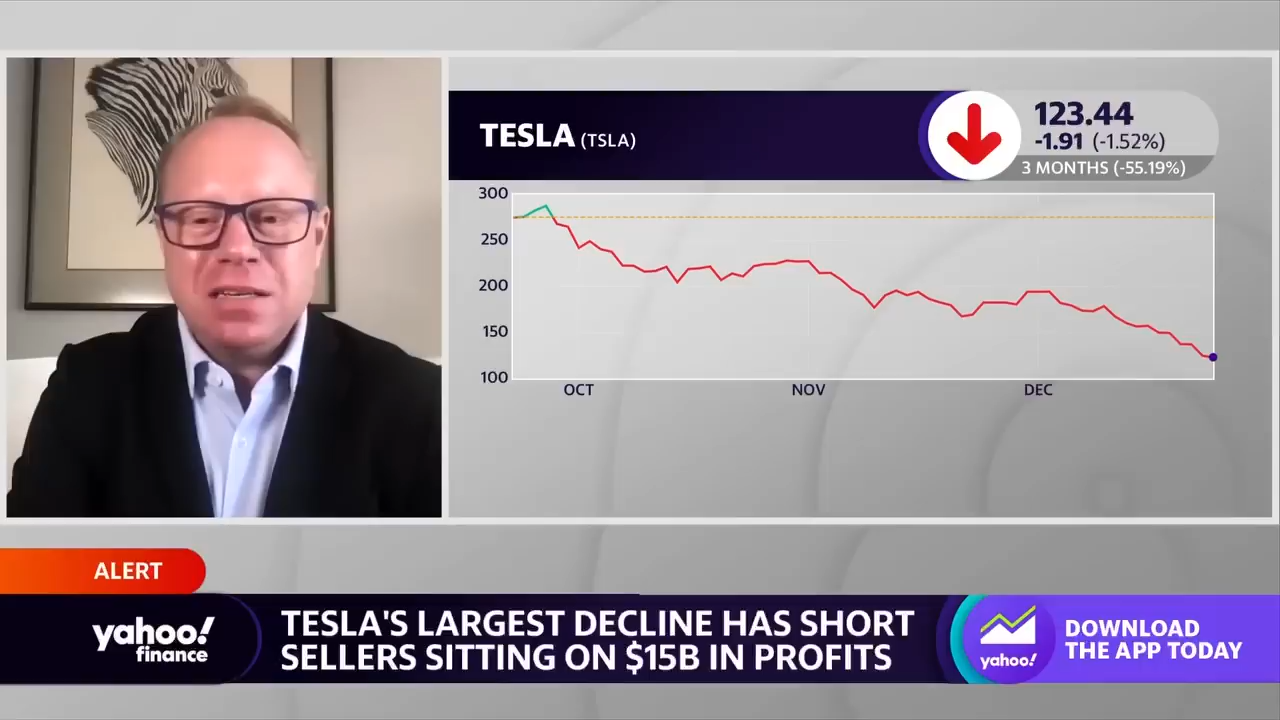 TESLA (TSLA)
123.44
-1.91 (-1.52%)
3 MONTHS (-55.19%)
300
250
200
150
100
OCT
NOV
DEC
ALERT
yahoo!
finance
TESLA'S LARGEST DECLINE HAS SHORT
SELLERS SITTING ON $15B IN PROFITS
yahoo!
DOWNLOAD
THE APP TODAY